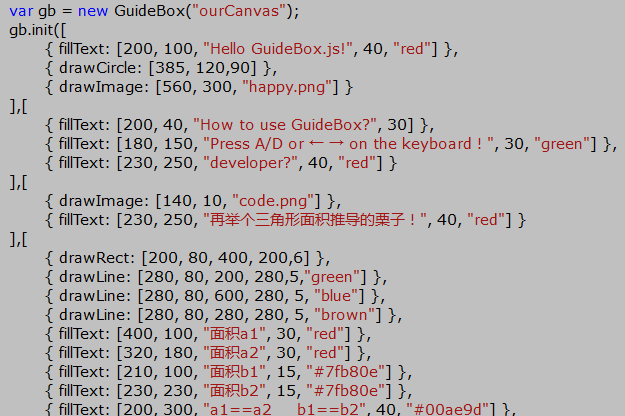 var gb = new GuideBox("ourCanvas");
gb.init([
{ fillText: [200, 100, "Hello GuideBox.js!", 40, "red"] },
{ drawCircle: [385, 120,90] },
{ drawImage: [560, 300, "happy.png"] }
],[
{ fillText: [200, 40, "How to use GuideBox?", 30] },
{ fillText: [180, 150, "Press A/D or ← → on the keyboard！", 30, "green"] },
{ fillText: [230, 250, "developer?", 40, "red"] }
],[
{ drawImage: [140, 10, "code.png"] },
{ fillText: [230, 250, "再举个三角形面积推导的栗子！", 40, "red"] }
],[
{ drawRect: [200, 80, 400, 200,6] },
{ drawLine: [280, 80, 200, 280,5,"green"] },
{ drawLine: [280, 80, 600, 280, 5, "blue"] },
{ drawLine: [280, 80, 280, 280, 5, "brown"] },
{ fillText: [400, 100, "面积a1", 30, "red"] },
{ fillText: [320, 180, "面积a2", 30, "red"] },
{ fillText: [210, 100, "面积b1", 15, "#7fb80e"] },
{ fillText: [230, 230, "面积b2", 15, "#7fb80e"] },
{ fillText: [200, 300, "a1==a2    b1==b2", 40, "#00ae9d"] },